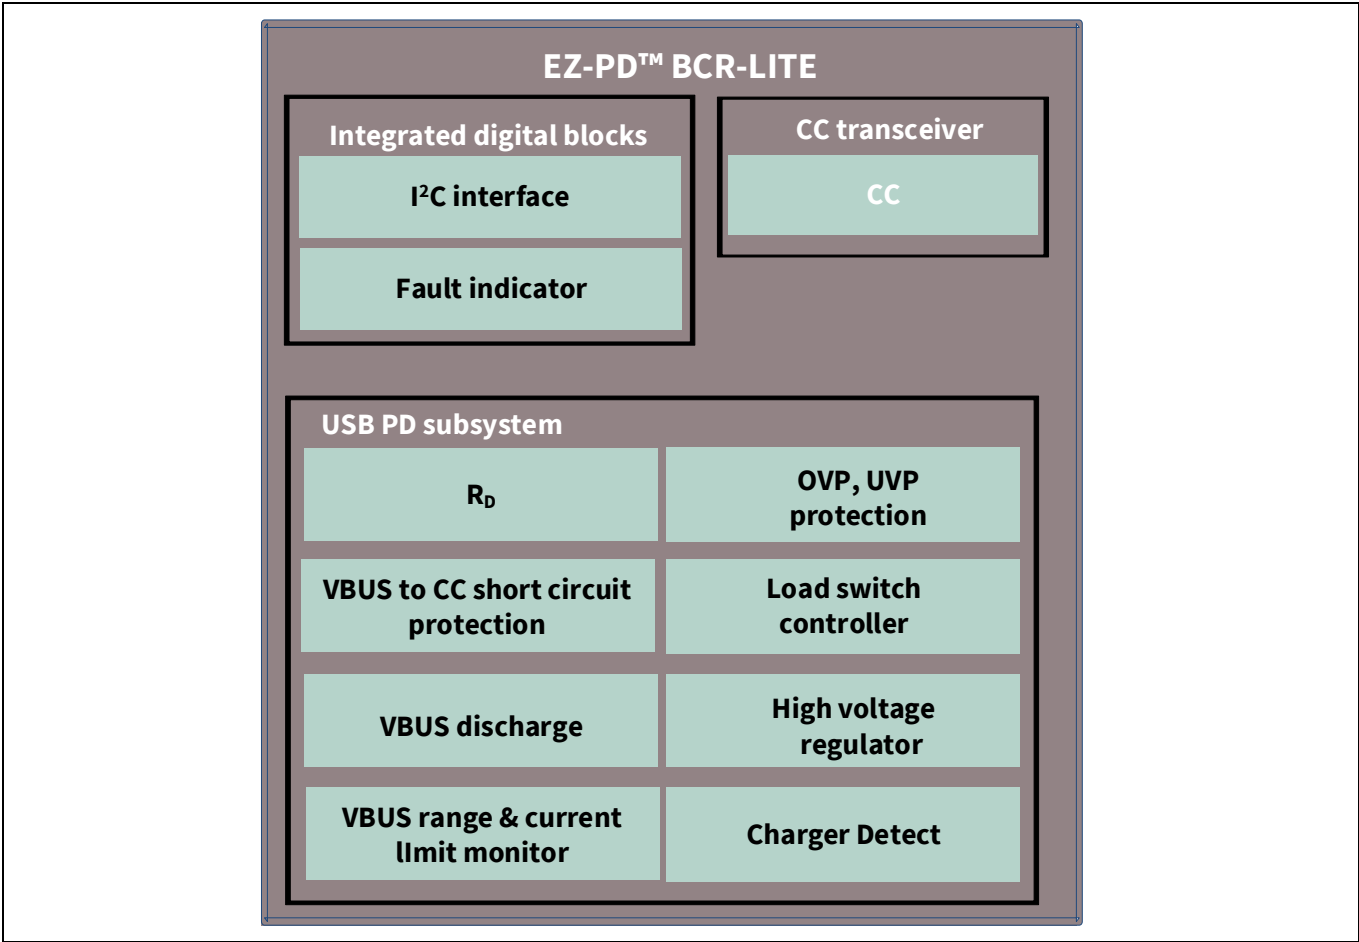 EZ-PD™ BCR-LITE
Integrated digital blocks
I²C interface
Fault indicator
CC transceiver
CC
USB PD subsystem
R_D
OVP, UVP
protection
VBUS to CC short circuit
protection
Load switch
controller
VBUS discharge
High voltage
regulator
VBUS range & current
lImit monitor
Charger Detect